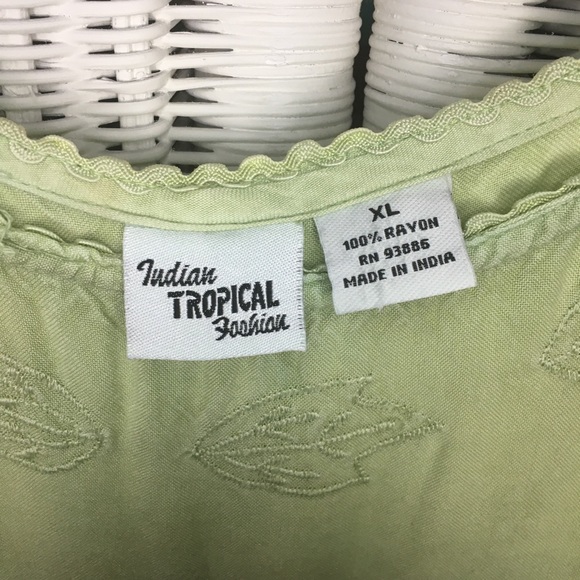 Indian
TROPICAL
Fashion
XL
100% RAYON
RN 93886
MADE IN INDIA